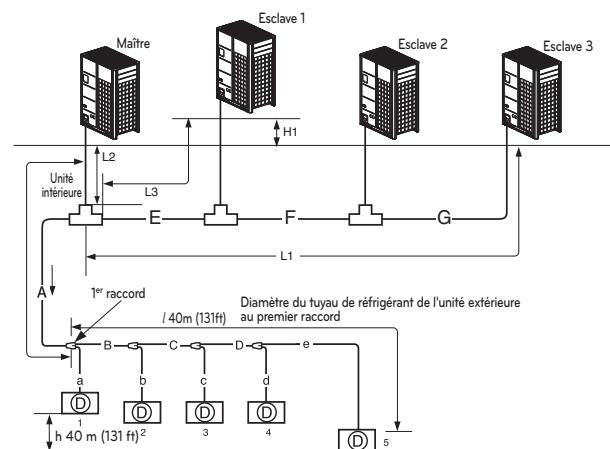 Maître
Esclave 1
Esclave 2
Esclave 3
H1
L2
Unité
intérieure
L3
E
F
G
L1
A
1er raccord
Diamètre du tuyau de réfrigérant de l'unité extérieure
au premier raccord
l 40m (131ft)
B
C
D
e
a
b
c
d
D
D
D
D
D
1
2
3
4
5
h 40 m (131 ft)